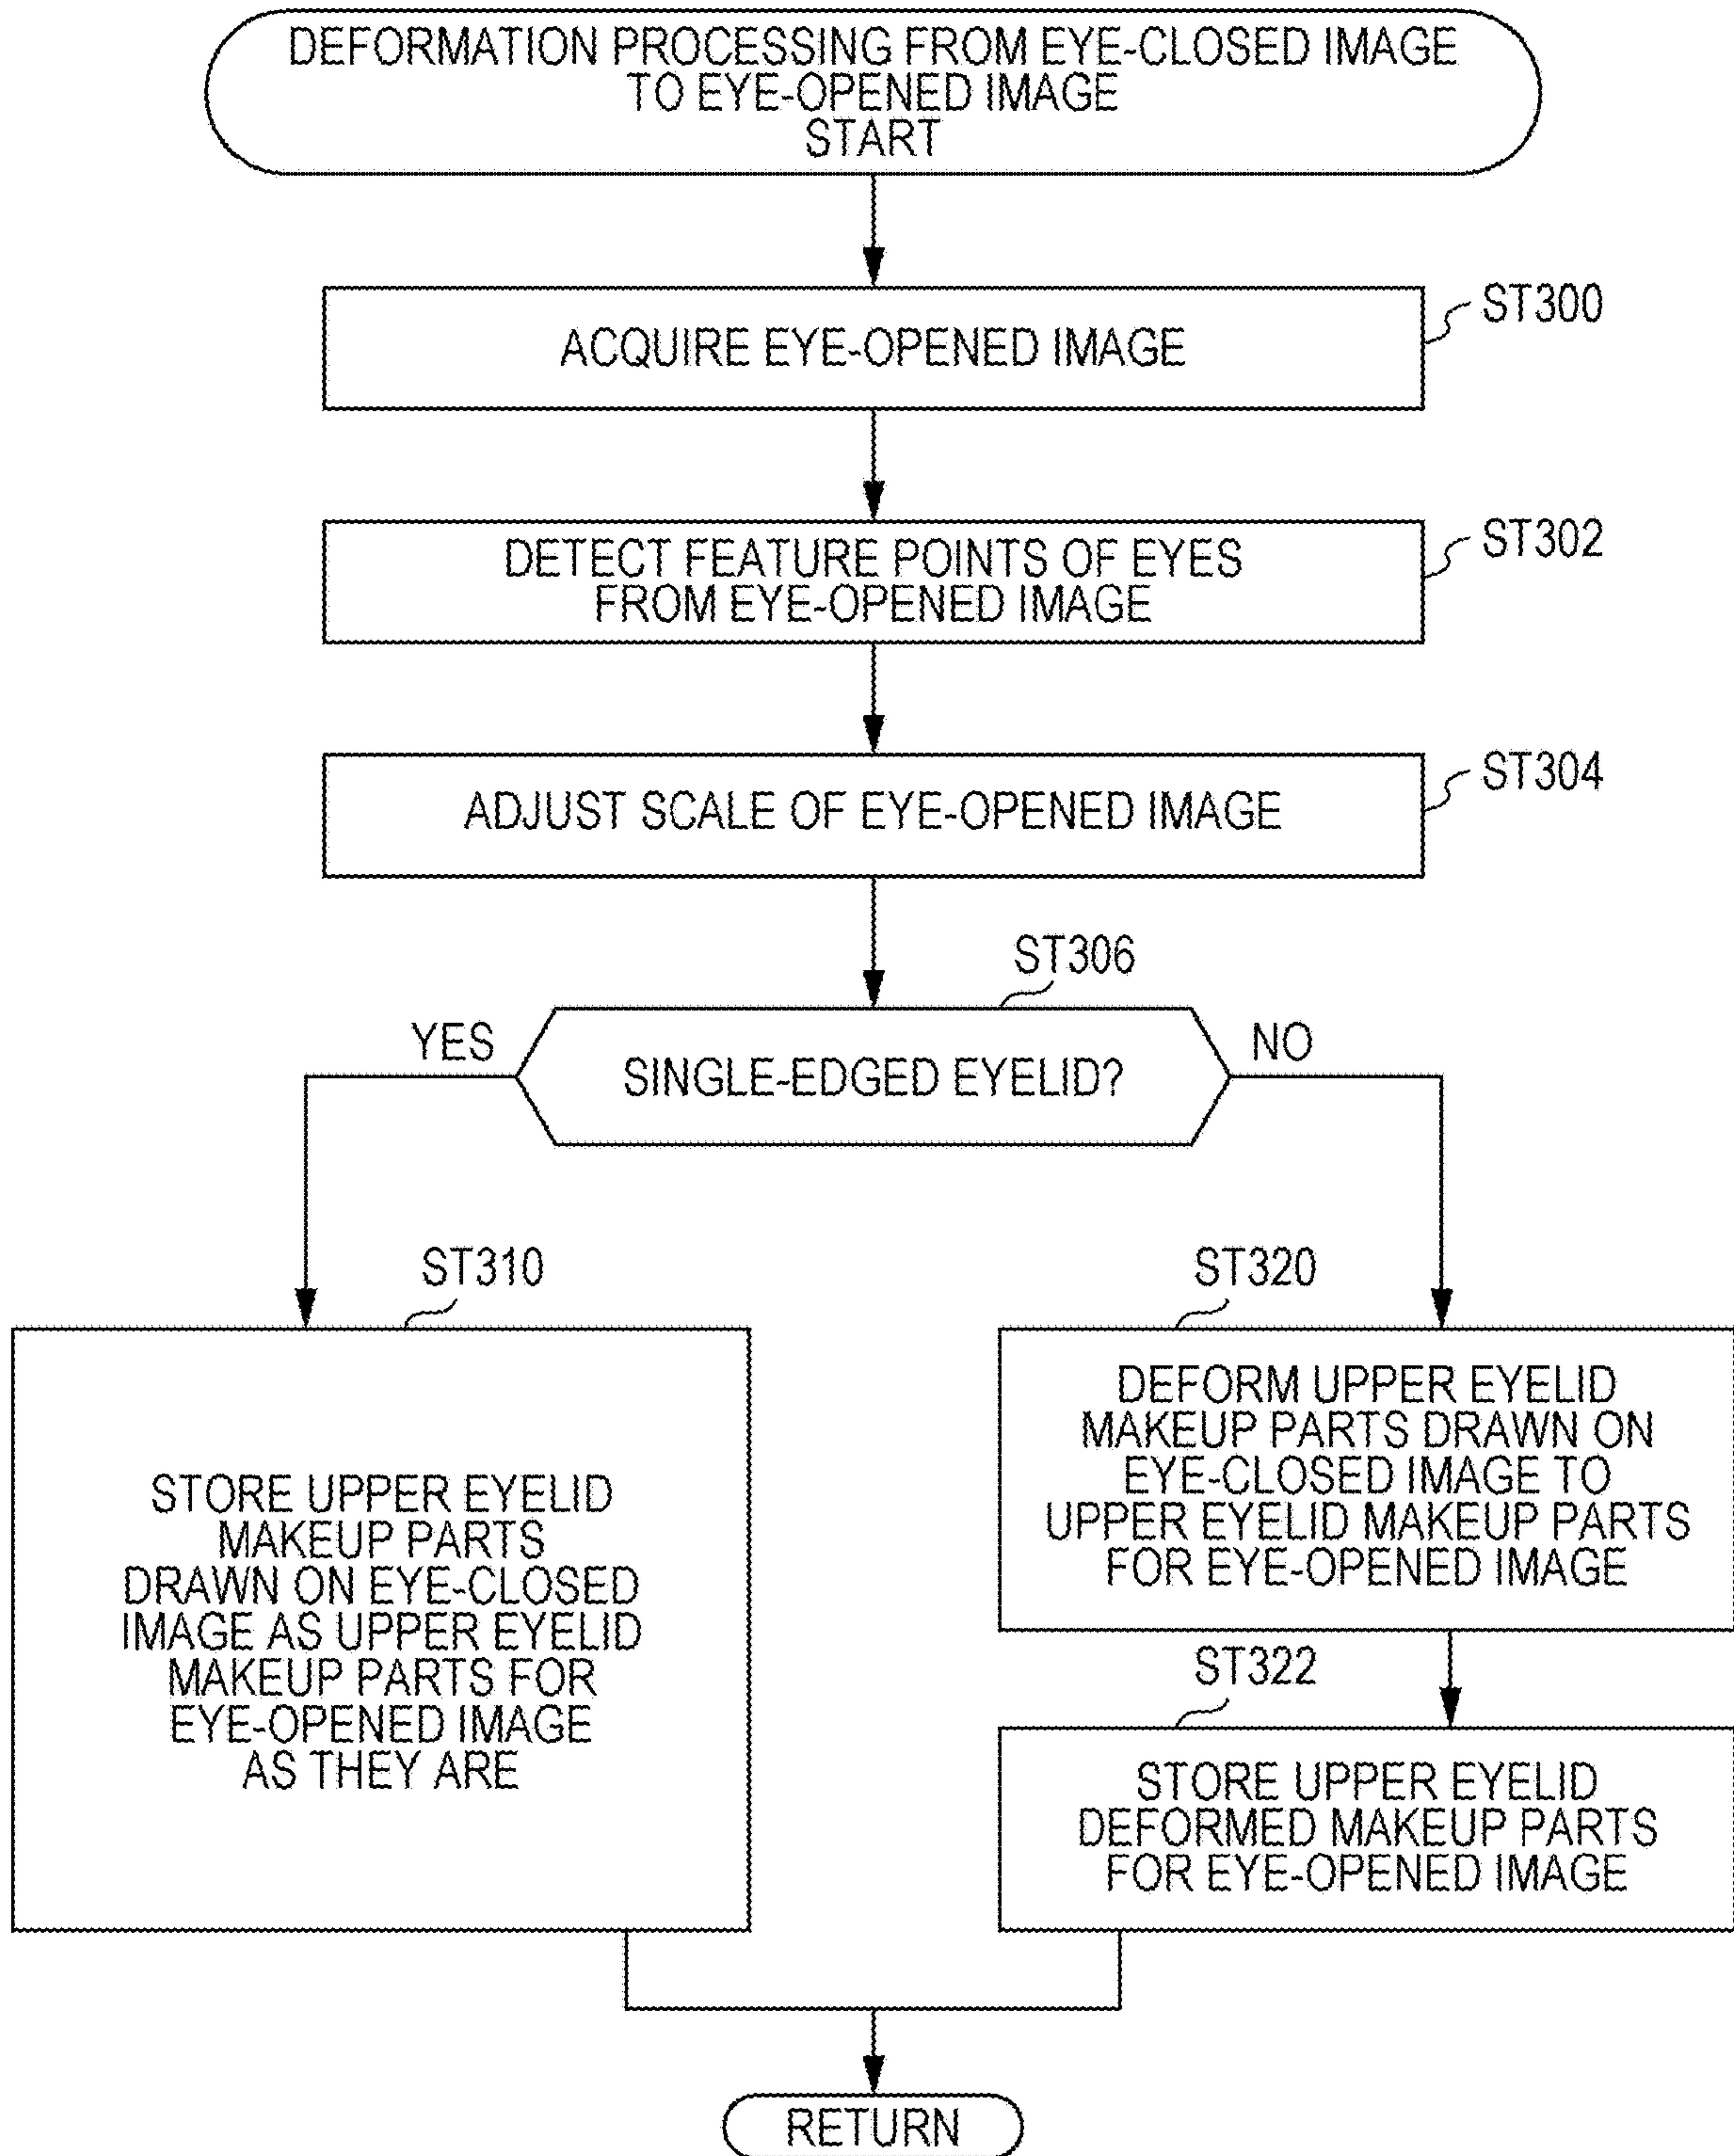 DEFORMATION PROCESSING FROM EYE-CLOSED IMAGE
TO EYE-OPENED IMAGE
START
ST300
ACQUIRE EYE-OPENED IMAGE
ST302
DETECT FEATURE POINTS OF EYES
FROM EYE-OPENED IMAGE
ST304
ADJUST SCALE OF EYE-OPENED IMAGE
ST306
YES
SINGLE-EDGED EYELID?
NO
ST310
STORE UPPER EYELID
MAKEUP PARTS
DRAWN ON EYE-CLOSED
IMAGE AS UPPER EYELID
MAKEUP PARTS FOR
EYE-OPENED IMAGE
AS THEY ARE
ST320
DEFORM UPPER EYELID
MAKEUP PARTS DRAWN ON
EYE-CLOSED IMAGE TO
UPPER EYELID MAKEUP PARTS
FOR EYE-OPENED IMAGE
ST322
STORE UPPER EYELID
DEFORMED MAKEUP PARTS
FOR EYE-OPENED IMAGE
RETURN